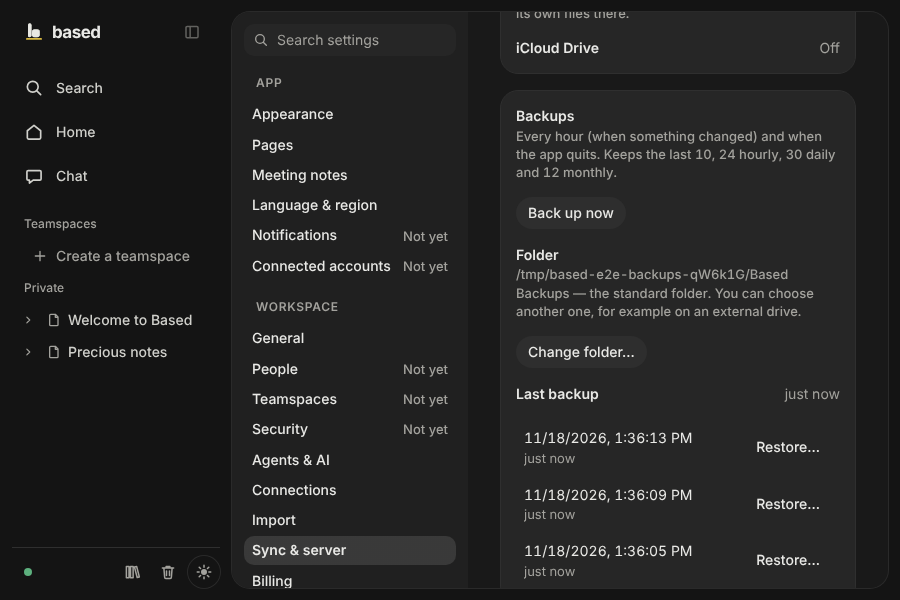 based
Search
Home
Chat
Teamspaces
Create a teamspace
Private
Welcome to Based
Precious notes
Search settings
APP
Appearance
Pages
Meeting notes
Language & region
Notifications Not yet
Connected accounts Not yet
WORKSPACE
General
People Not yet
Teamspaces Not yet
Security Not yet
Agents & AI
Connections
Import
Sync & server
Billing
its own files there.
iCloud Drive Off
Backups
Every hour (when something changed) and when
the app quits. Keeps the last 10, 24 hourly, 30 daily
and 12 monthly.
Back up now
Folder
/tmp/based-e2e-backups-qW6k1G/Based
Backups — the standard folder. You can choose
another one, for example on an external drive.
Change folder...
Last backup just now
11/18/2026, 1:36:13 PM
just now
Restore...
11/18/2026, 1:36:09 PM
just now
Restore...
11/18/2026, 1:36:05 PM
just now
Restore...